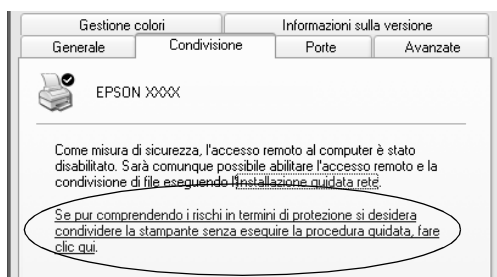 Gestione colori Informazioni sulla versione
Generale Condivisione Porte Avanzate
EPSON XXXX
Come misura di sicurezza, l'accesso remoto al computer è stato
disabilitato. Sarà comunque possibile abilitare l'accesso remoto e la
condivisione di file eseguendo l'Installazione guidata rete.
Se pur comprendendo i rischi in termini di protezione si desidera
condividere la stampante senza eseguire la procedura guidata, fare
clic qui.